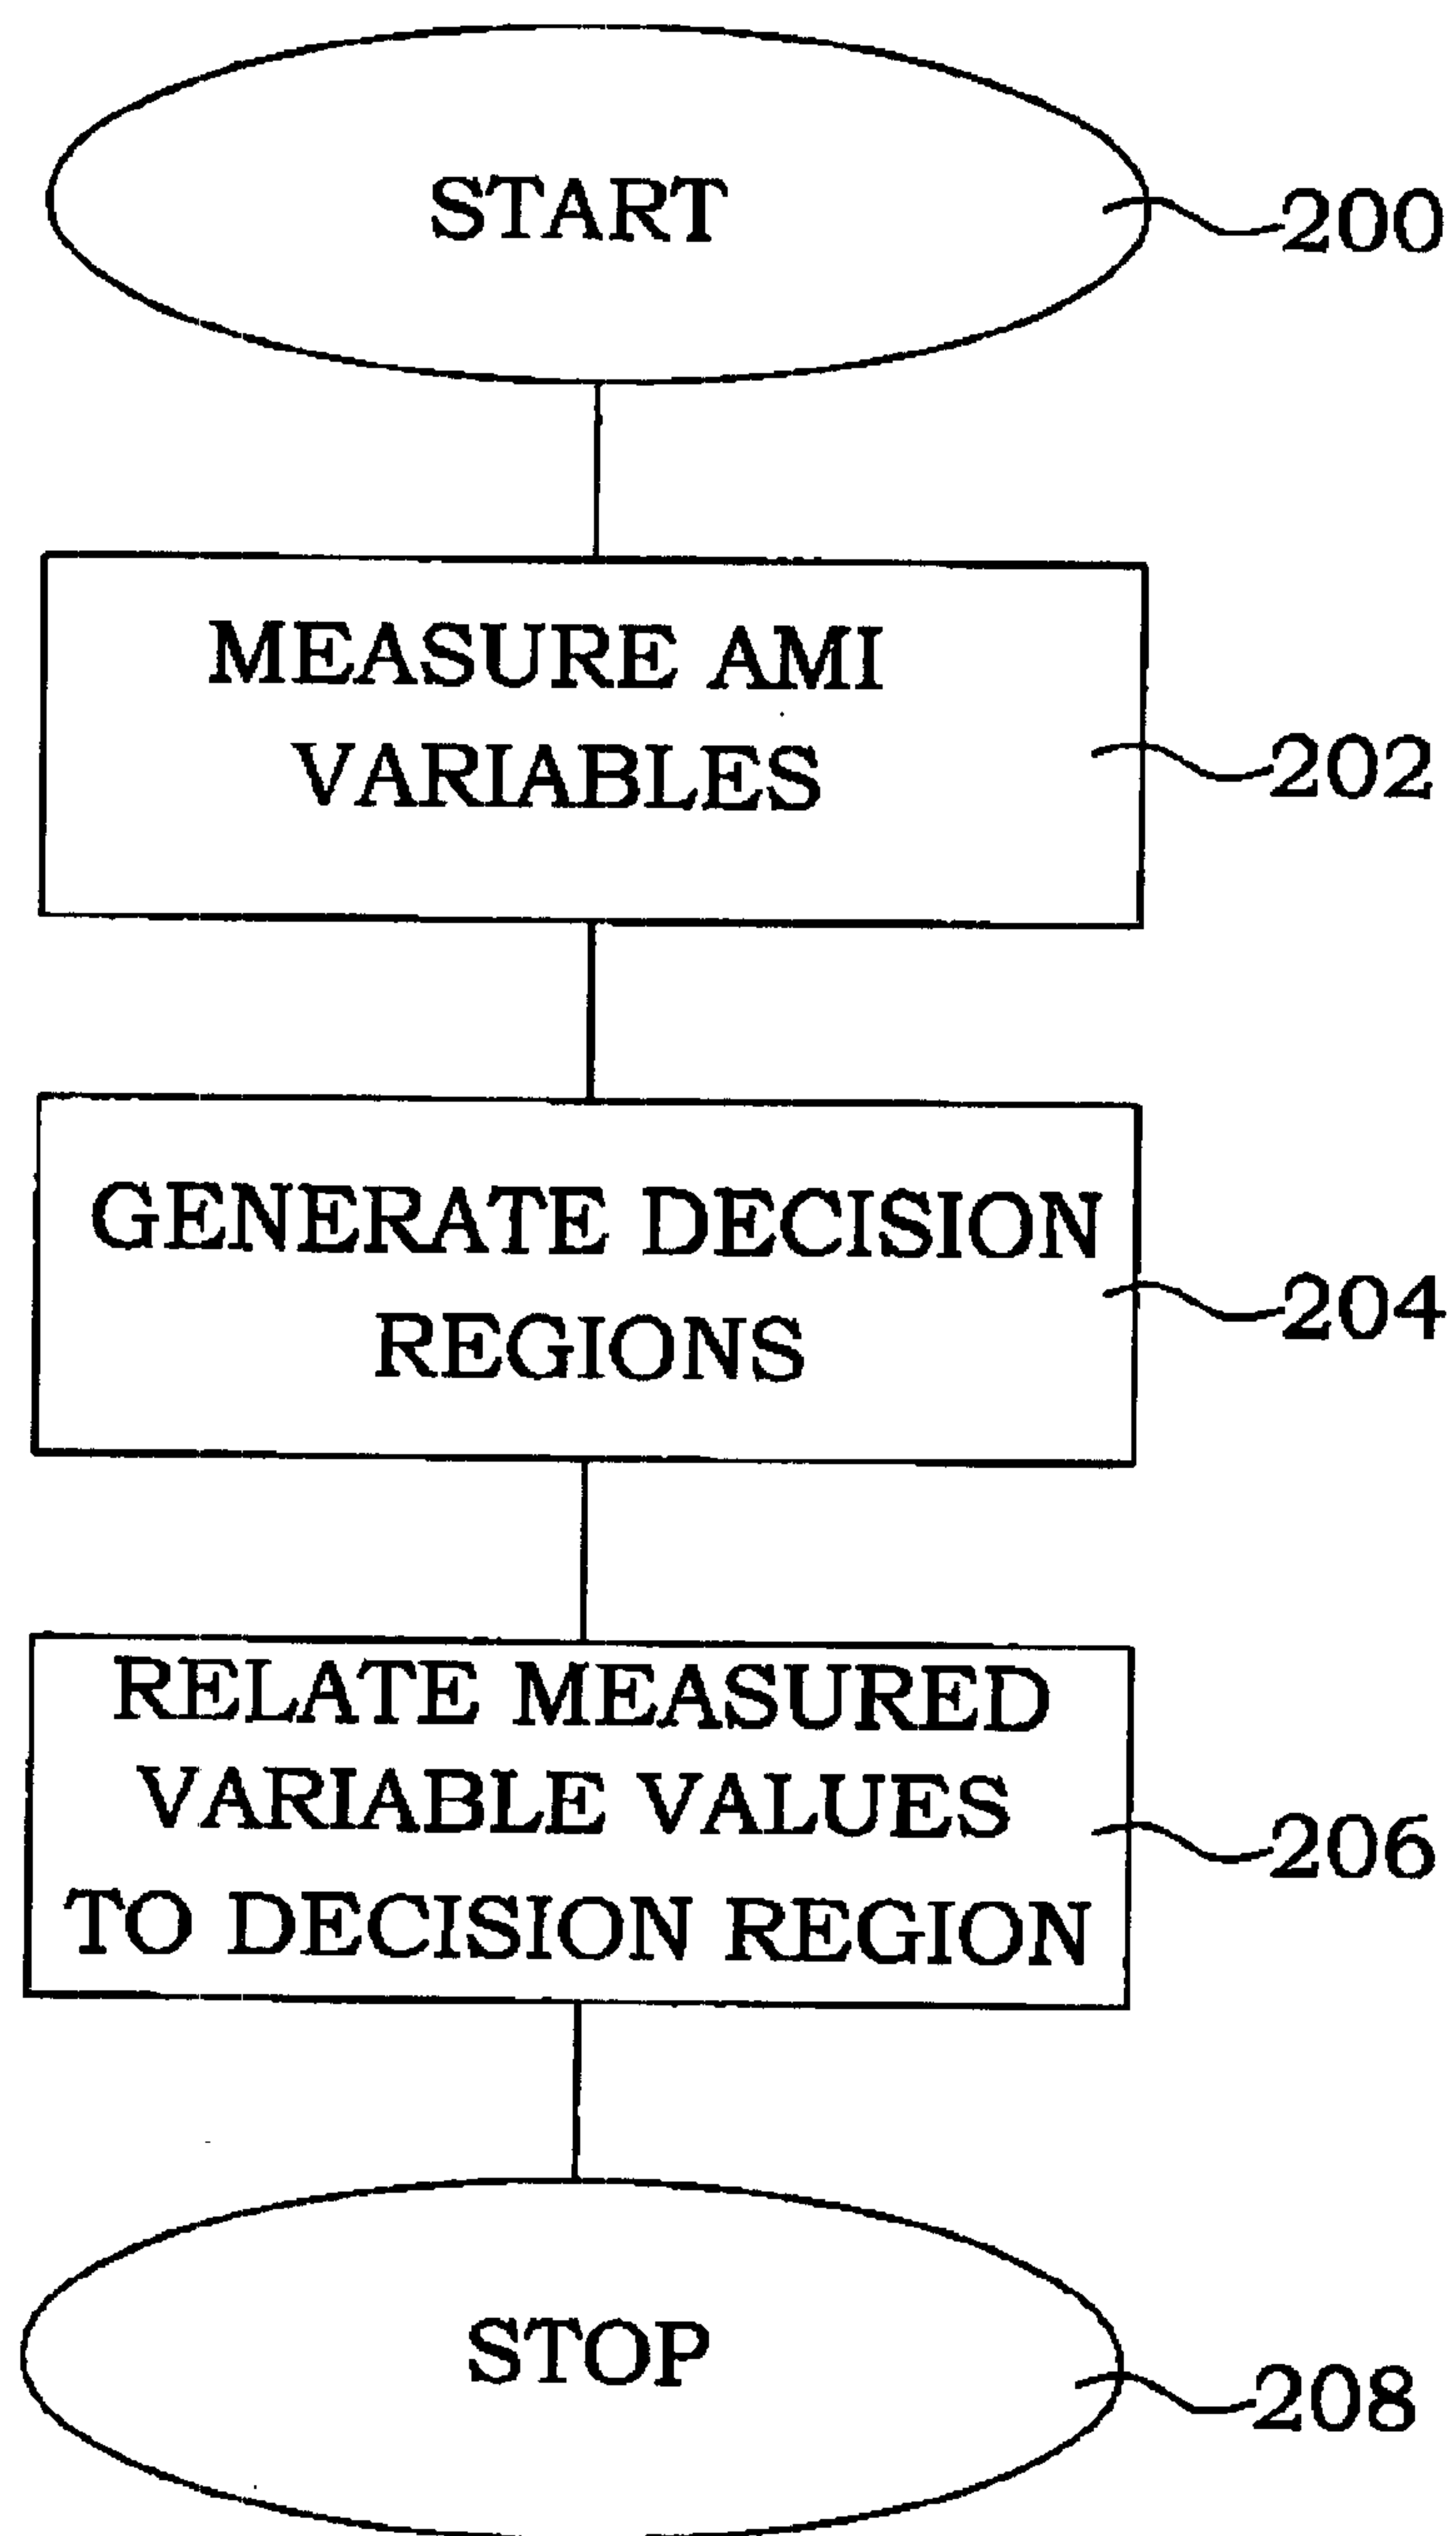 START
200
MEASURE AMI
VARIABLES
202
GENERATE DECISION
REGIONS
204
RELATE MEASURED
VARIABLE VALUES
TO DECISION REGION
206
STOP
208